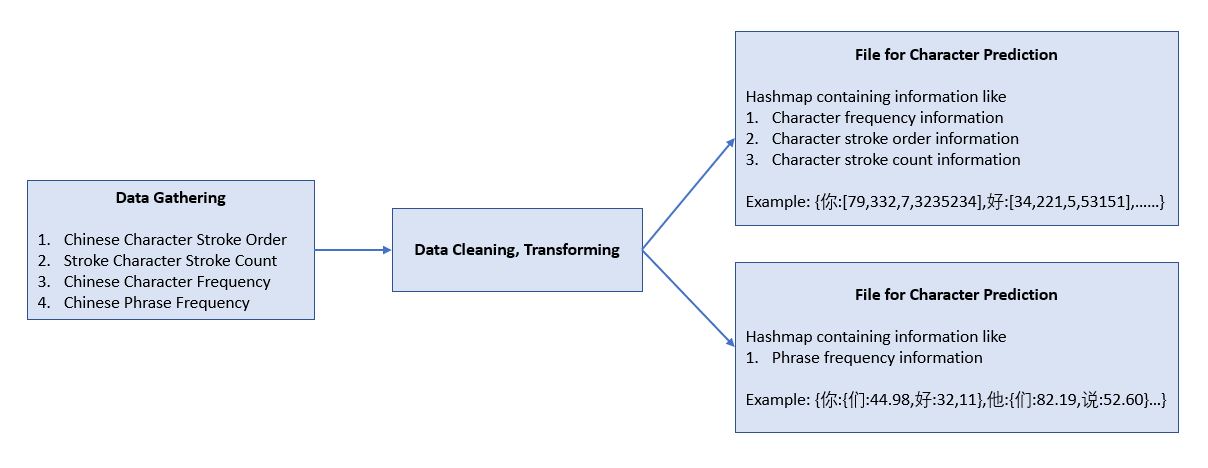 Data Gathering
1. Chinese Character Stroke Order
2. Stroke Character Stroke Count
3. Chinese Character Frequency
4. Chinese Phrase Frequency
Data Cleaning, Transforming
File for Character Prediction
Hashmap containing information like
1. Character frequency information
2. Character stroke order information
3. Character stroke count information
Example: {你:[79,332,7,3235234],好:[34,221,5,53151],……}
File for Character Prediction
Hashmap containing information like
1. Phrase frequency information
Example: {你:{们:44.98,好:32,11},他:{们:82.19,说:52.60}…}